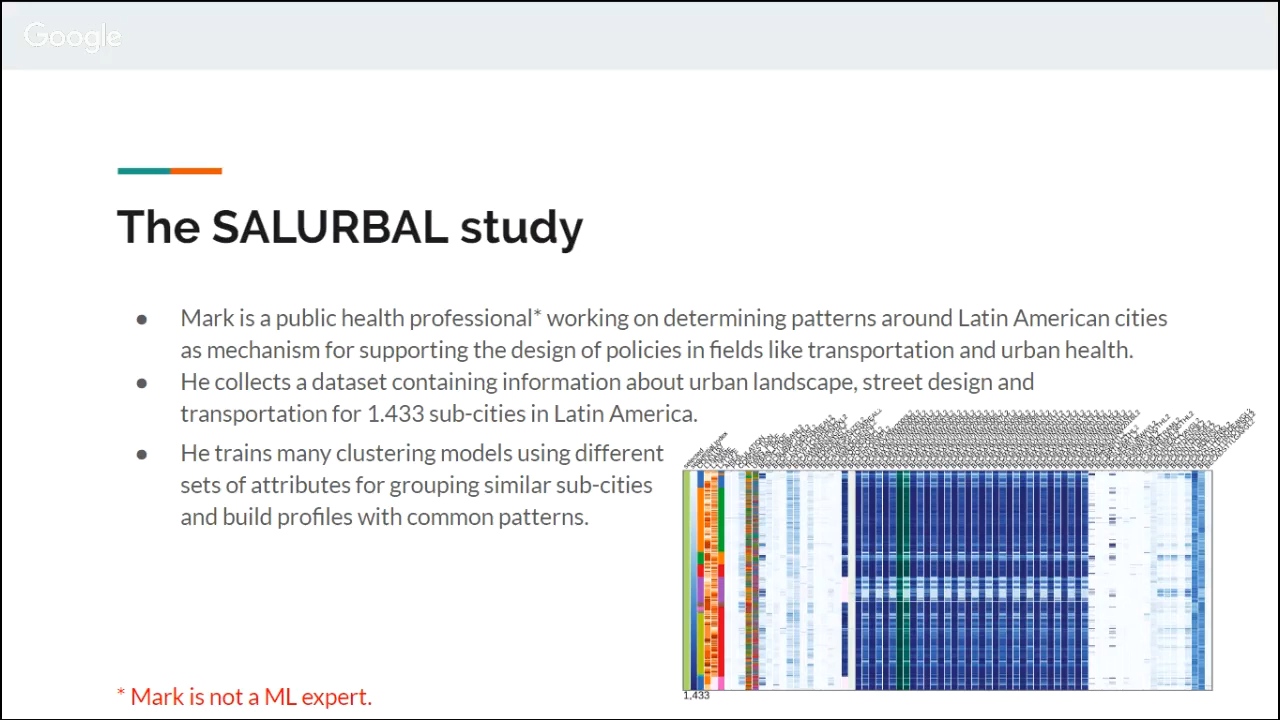 Google
The SALURBAL study
● Mark is a public health professional* working on determining patterns around Latin American cities
as mechanism for supporting the design of policies in fields like transportation and urban health.
● He collects a dataset containing information about urban landscape, street design and
transportation for 1.433 sub-cities in Latin America.
● He trains many clustering models using different
sets of attributes for grouping similar sub-cities
and build profiles with common patterns.
1,433
* Mark is not a ML expert.